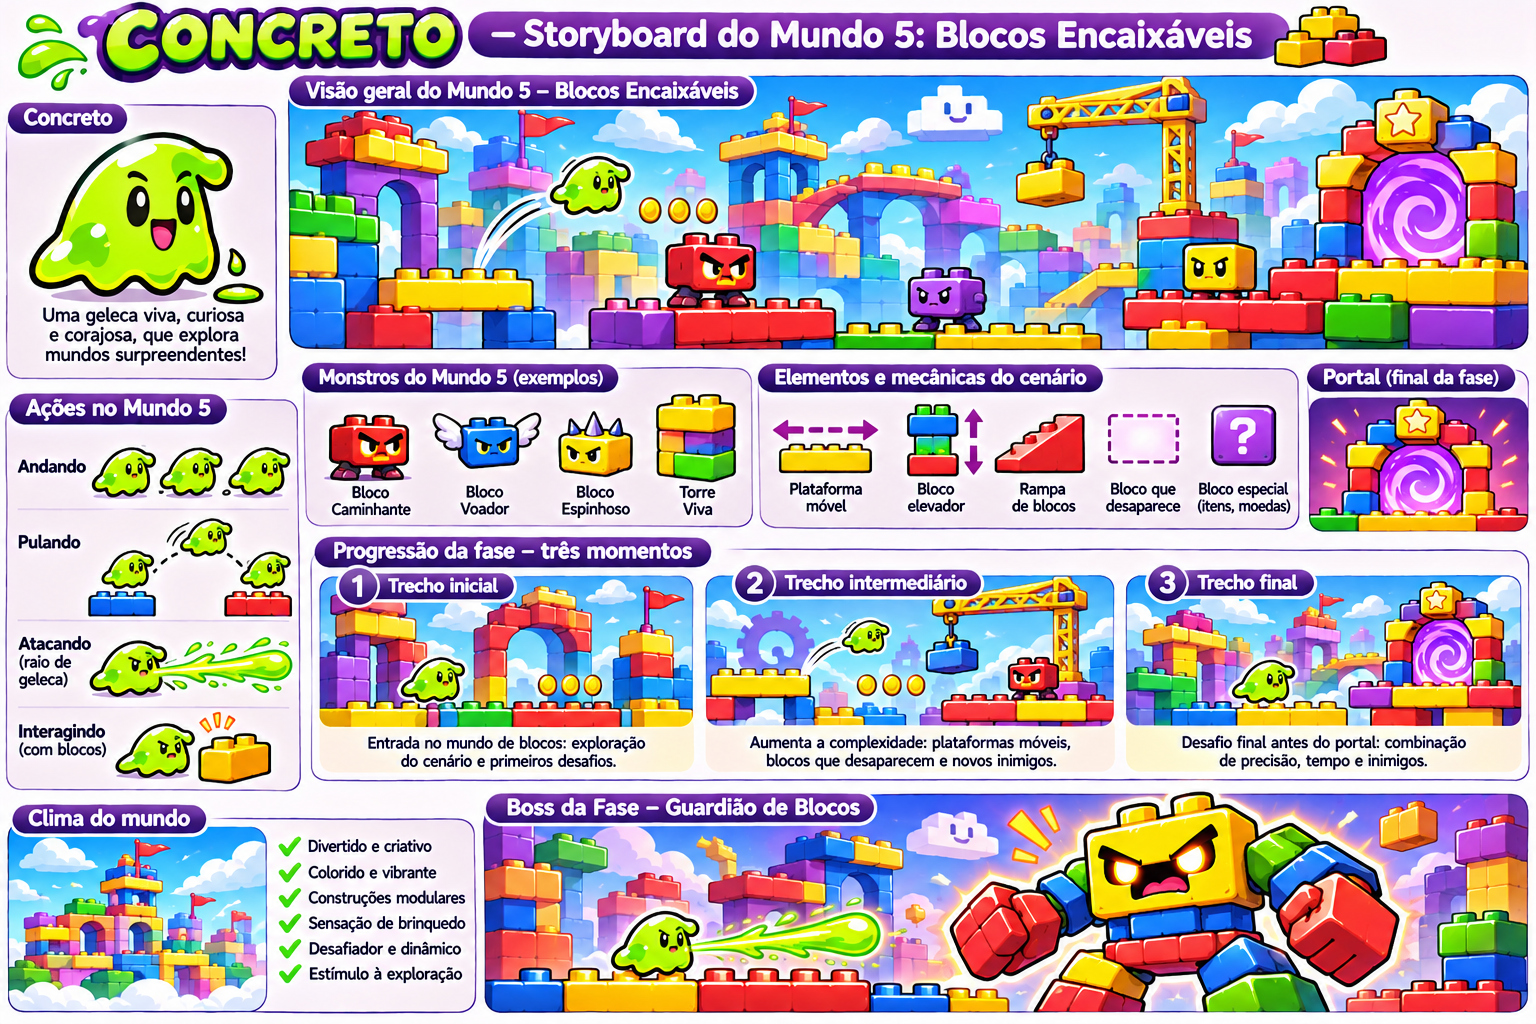 CONCRETO – Storyboard do Mundo 5: Blocos Encaixáveis
Concreto
Uma geleca viva, curiosa
e corajosa, que explora
mundos surpreendentes!
Visão geral do Mundo 5 – Blocos Encaixáveis
Ações no Mundo 5
Andando
Pulando
Atacando
(raio de
geleca)
Interagindo
(com blocos)
Monstros do Mundo 5 (exemplos)
Bloco
Caminhante
Bloco
Voador
Bloco
Espinhoso
Torre
Viva
Elementos e mecânicas do cenário
Plataforma
móvel
Bloco
elevador
Rampa
de blocos
Bloco que
desaparece
?
Bloco especial
(itens, moedas)
Portal (final da fase)
Progressão da fase – três momentos
1 Trecho inicial
Entrada no mundo de blocos: exploração
do cenário e primeiros desafios.
2 Trecho intermediário
Aumenta a complexidade: plataformas móveis,
blocos que desaparecem e novos inimigos.
3 Trecho final
Desafio final antes do portal: combinação
de precisão, tempo e inimigos.
Clima do mundo
Divertido e criativo
Colorido e vibrante
Construções modulares
Sensação de brinquedo
Desafiador e dinâmico
Estímulo à exploração
Boss da Fase – Guardião de Blocos